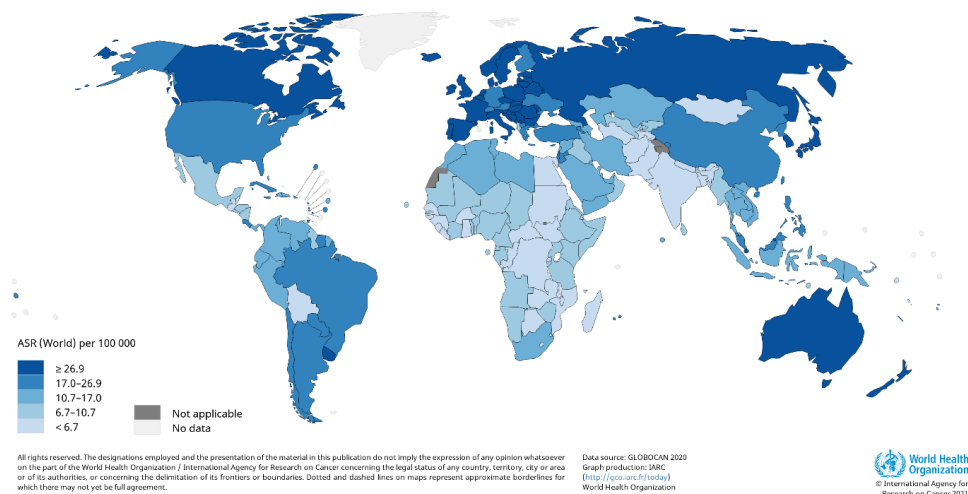 ASR (World) per 100 000
≥ 26.9
17.0–26.9
10.7–17.0
6.7–10.7
< 6.7
Not applicable
No data
All rights reserved. The designations employed and the presentation of the material in this publication do not imply the expression of any opinion whatsoever
on the part of the World Health Organization / International Agency for Research on Cancer concerning the legal status of any country, territory, city or area
or of its authorities, or concerning the delimitation of its frontiers or boundaries. Dotted and dashed lines on maps represent approximate borderlines for
which there may not yet be full agreement.
Data source: GLOBOCAN 2020
Graph production: IARC
(http://gco.iarc.fr/today)
World Health Organization
World Health
Organization
© International Agency for
Research on Cancer 2021